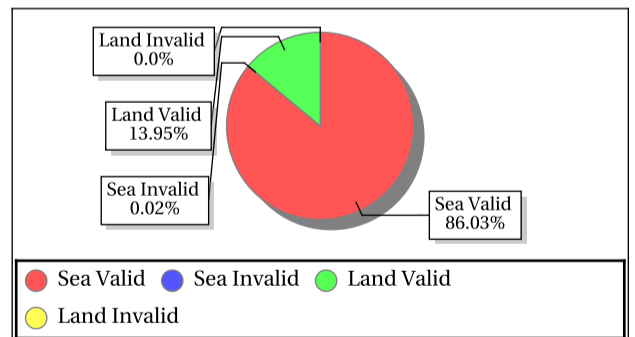 Land Invalid
0.0%
Land Valid
13.95%
Sea Invalid
0.02%
Sea Valid
86.03%
Sea Valid Sea Invalid Land Valid
Land Invalid